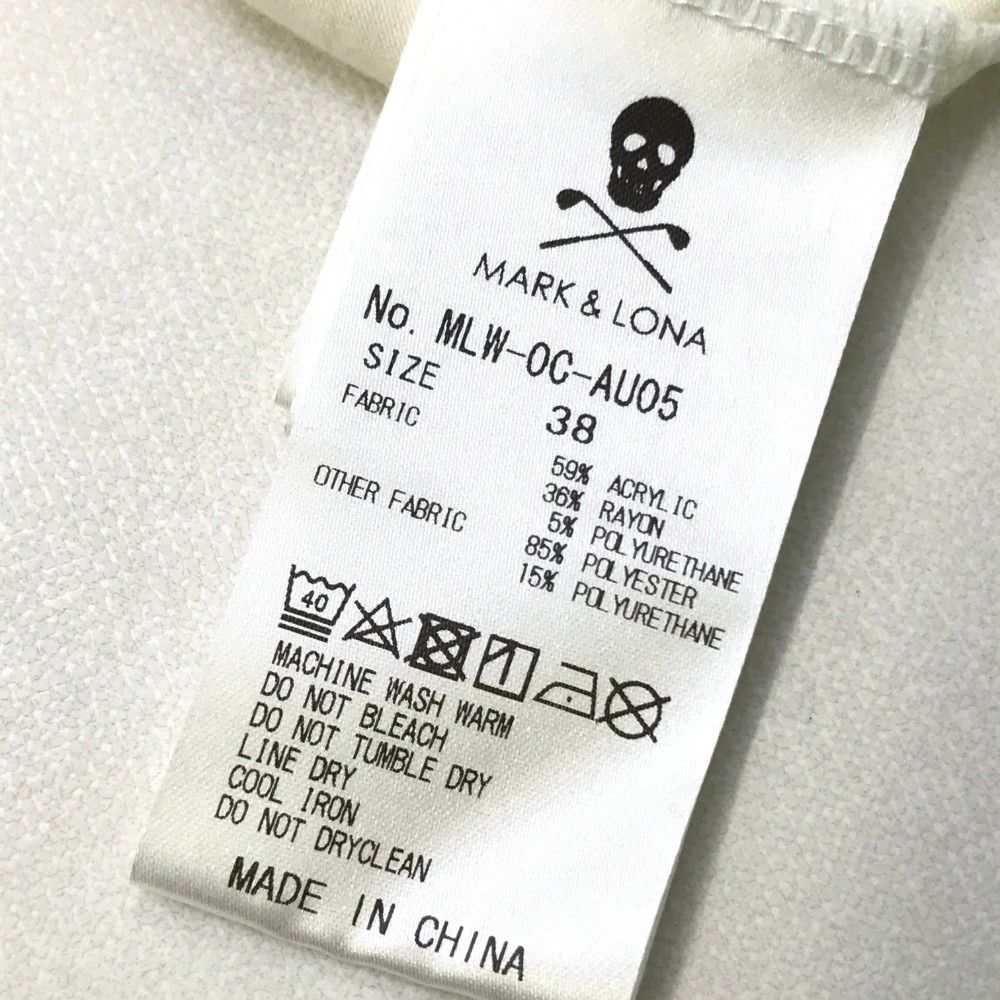 MARK & LONA
No. MLW-OC-AU05
SIZE 38
FABRIC 59% ACRYLIC
36% RAYON
5% POLYURETHANE
OTHER FABRIC 85% POLYESTER
15% POLYURETHANE
40
MACHINE WASH WARM
DO NOT BLEACH
DO NOT TUMBLE DRY
LINE DRY
COOL IRON
DO NOT DRYCLEAN
MADE IN CHINA